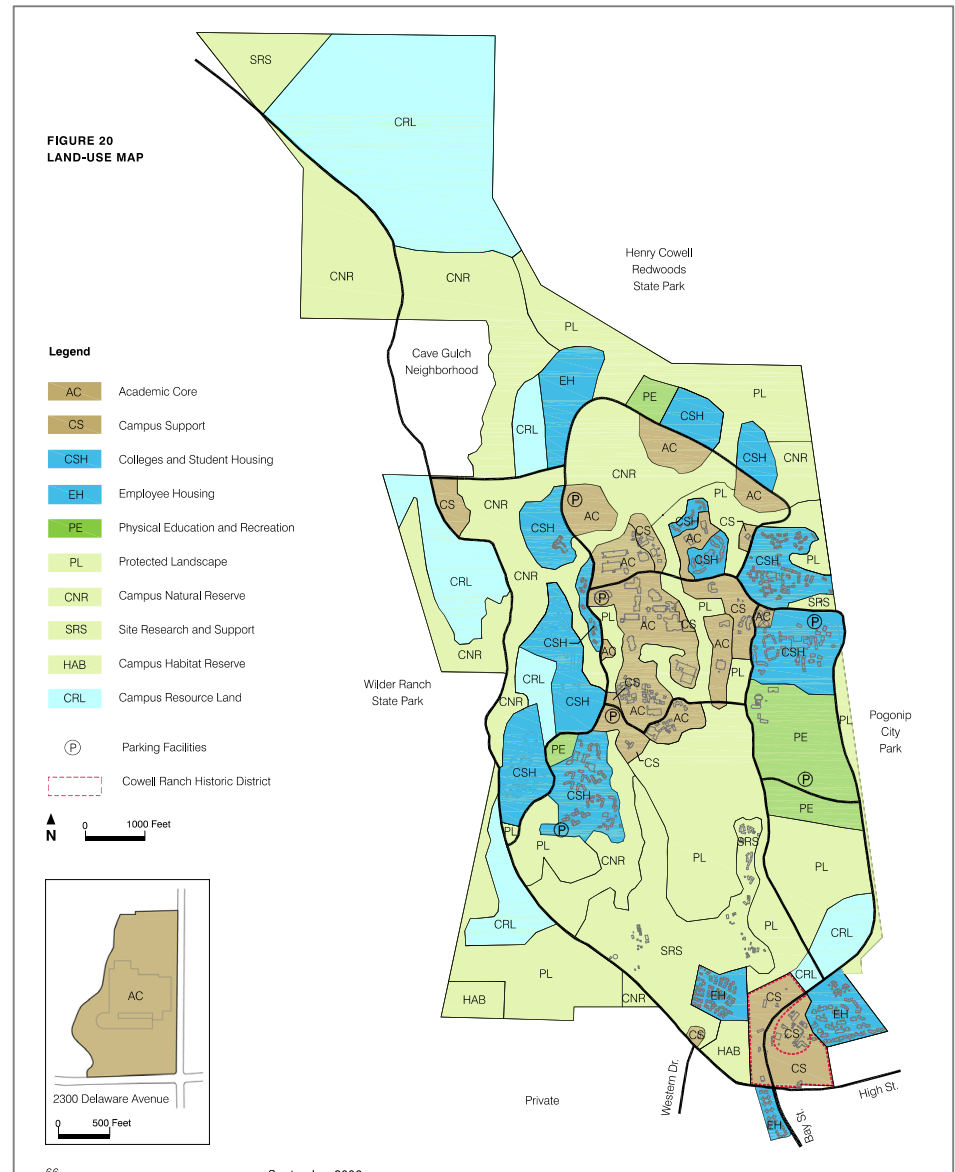 SRS
CRL
FIGURE 20
LAND-USE MAP
CNR
CNR
Henry Cowell
Redwoods
State Park
PL
Cave Gulch
Neighborhood
Legend
AC Academic Core
CS Campus Support
CSH Colleges and Student Housing
EH Employee Housing
PE Physical Education and Recreation
PL Protected Landscape
CNR Campus Natural Reserve
SRS Site Research and Support
HAB Campus Habitat Reserve
CRL Campus Resource Land
P Parking Facilities
Cowell Ranch Historic District
N
0 1000 Feet
EH
PE
CSH
PL
CRL
AC
CSH
CNR
CNR
CS
CNR
P
AC
PL
AC
CSH
CS
CSH
CS
AC
CSH
AC
CSH
PL
CRL
CNR
P
PL
AC
CS
PL
CS
AC
SRS
P
CSH
CSH
AC
AC
PL
CNR
CRL
Wilder Ranch
State Park
CNR
CSH
CS
AC
AC
P
CS
PE
PL
Pogonip
City
Park
CSH
PE
CSH
P
PE
P
PL
PL
CNR
PL
SRS
PL
CRL
PL
CRL
SRS
PL
CRL
HAB
CNR
EH
CS
EH
CS
CS
HAB
CS
Western Dr.
High St.
Bay St.
EH
Private
AC
2300 Delaware Avenue
0 500 Feet